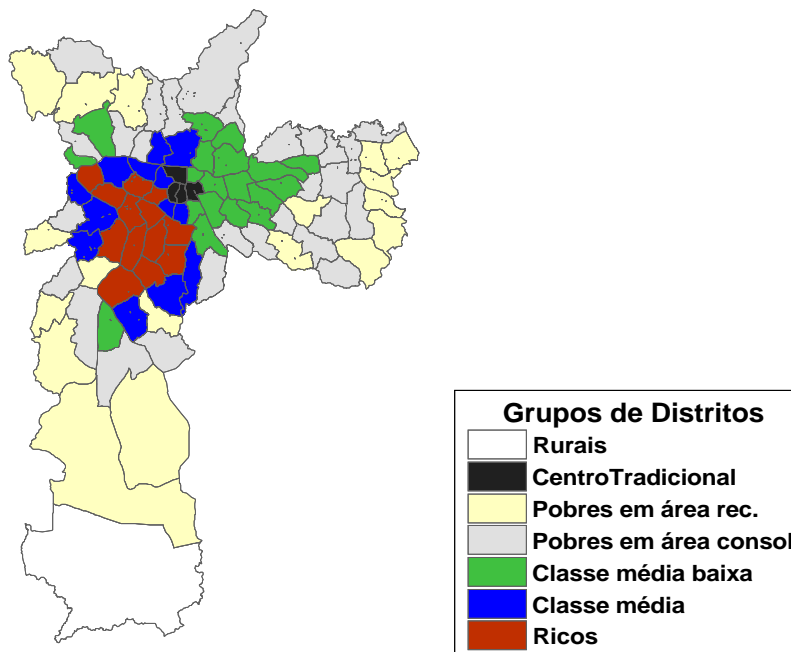 Grupos de Distritos
Rurais
CentroTradicional
Pobres em área rec.
Pobres em área consol
Classe média baixa
Classe média
Ricos